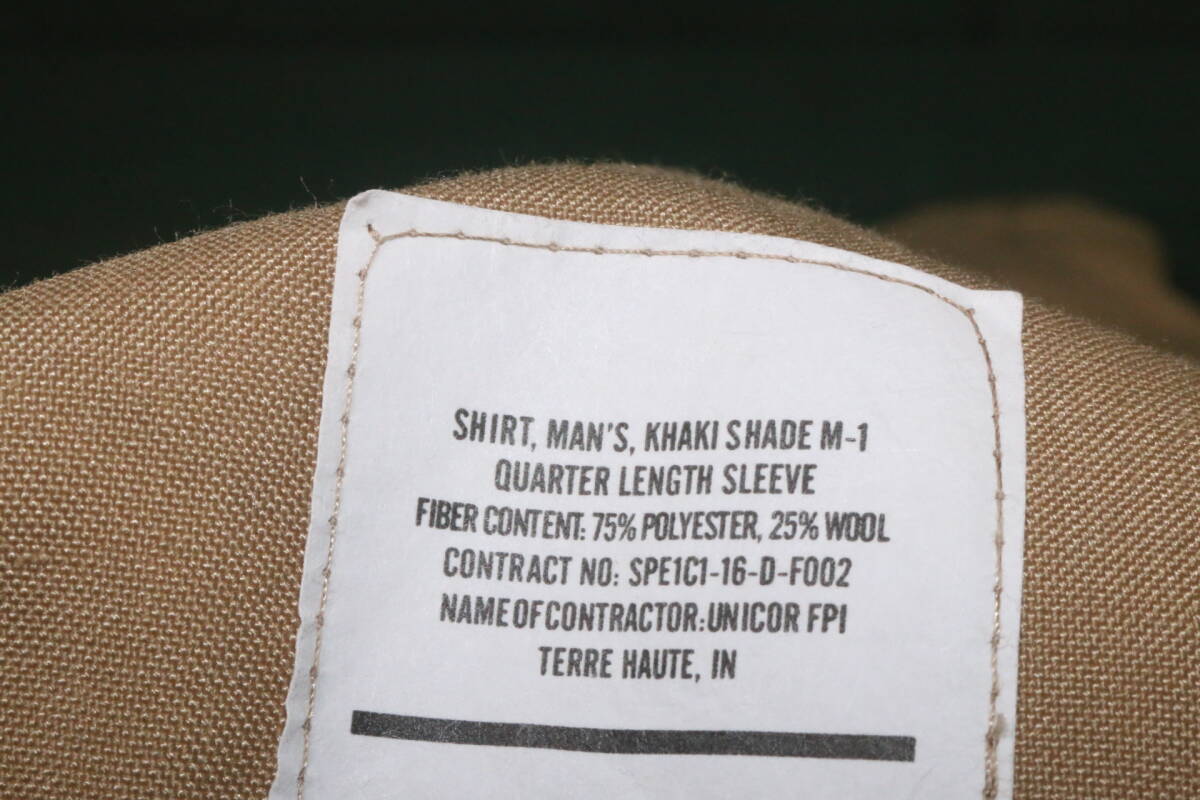 SHIRT, MAN'S, KHAKI SHADE M-1
QUARTER LENGTH SLEEVE
FIBER CONTENT: 75% POLYESTER, 25% WOOL
CONTRACT NO: SPE1C1-16-D-F002
NAME OF CONTRACTOR: UNICOR FPI
TERRE HAUTE, IN